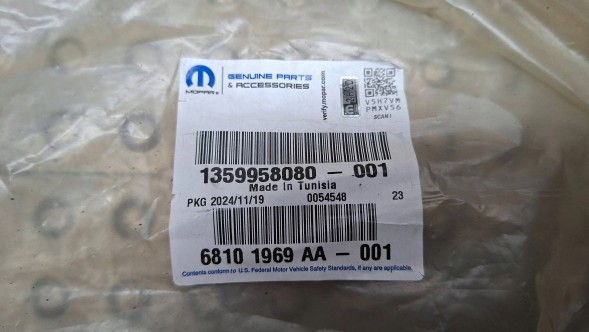 MOPAR®
GENUINE PARTS
& ACCESSORIES
verify.mopar.com
V5H7VM
PMXV56
SCAN!
1359958080 - 001
Made In Tunisia
PKG 2024/11/19 0054548 23
6810 1969 AA - 001
Contents conform to U.S. Federal Motor Vehicle Safety Standards, if any are applicable.